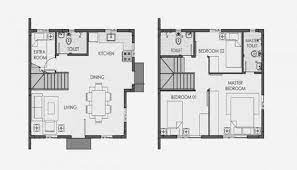 EXTRA
ROOM
TOILET
KITCHEN
DINING
LIVING
TOILET
BEDROOM 02
MASTER
TOILET
MASTER
BEDROOM
BEDROOM 01